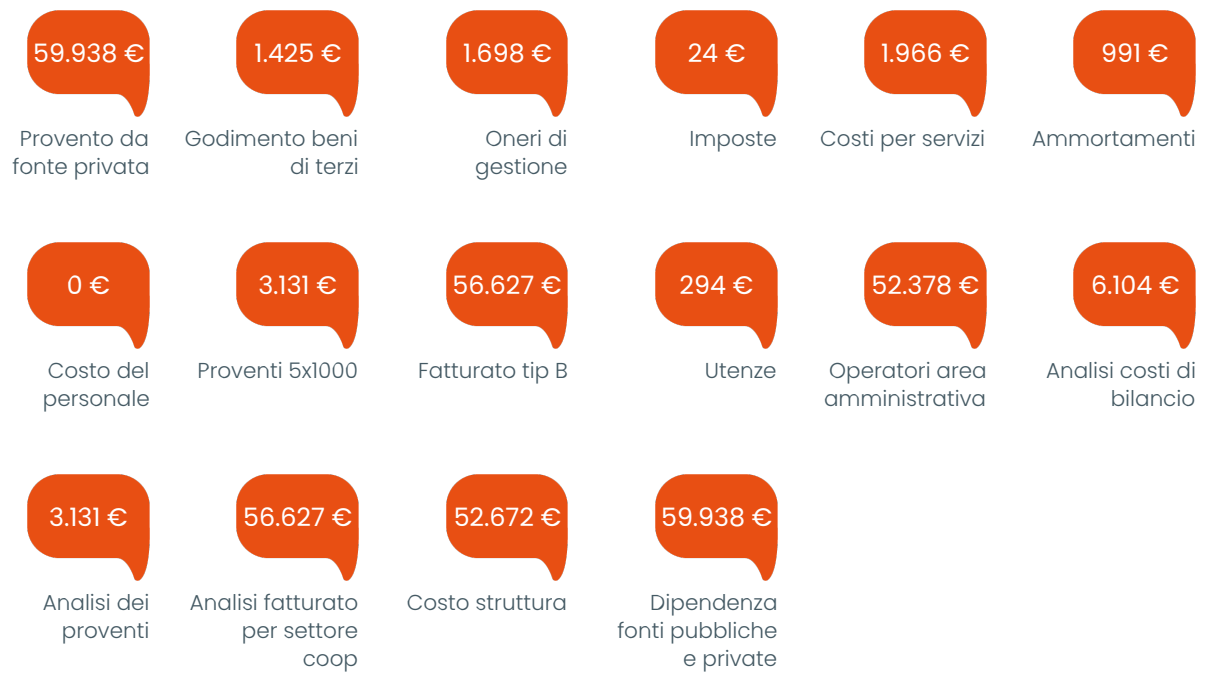 59.938 €
Provento da
fonte privata
1.425 €
Godimento beni
di terzi
1.698 €
Oneri di
gestione
24 €
Imposte
1.966 €
Costi per servizi
991 €
Ammortamenti
0 €
Costo del
personale
3.131 €
Proventi 5x1000
56.627 €
Fatturato tip B
294 €
Utenze
52.378 €
Operatori area
amministrativa
6.104 €
Analisi costi di
bilancio
3.131 €
Analisi dei
proventi
56.627 €
Analisi fatturato
per settore
coop
52.672 €
Costo struttura
59.938 €
Dipendenza
fonti pubbliche
e private